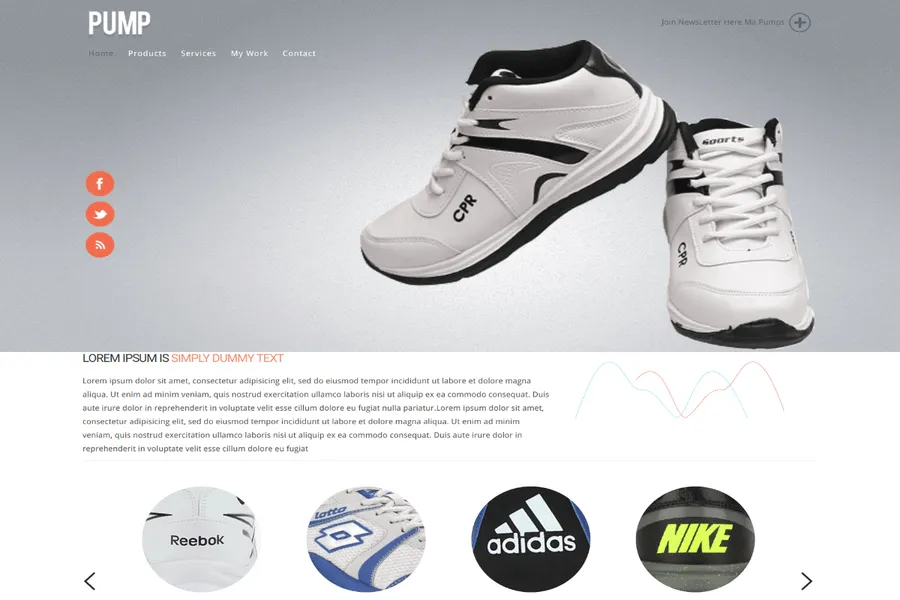 PUMP
Join NewsLetter Here Mo Pumps
Home
Products
Services
My Work
Contact
Sports
CPR
CPR
LOREM IPSUM IS SIMPLY DUMMY TEXT
Lorem ipsum dolor sit amet, consectetur adipisicing elit, sed do eiusmod tempor incididunt ut labore et dolore magna
aliqua. Ut enim ad minim veniam, quis nostrud exercitation ullamco laboris nisi ut aliquip ex ea commodo consequat. Duis
aute irure dolor in reprehenderit in voluptate velit esse cillum dolore eu fugiat nulla pariatur.Lorem ipsum dolor sit amet,
consectetur adipisicing elit, sed do eiusmod tempor incididunt ut labore et dolore magna aliqua. Ut enim ad minim
veniam, quis nostrud exercitation ullamco laboris nisi ut aliquip ex ea commodo consequat. Duis aute irure dolor in
reprehenderit in voluptate velit esse cillum dolore eu fugiat
Reebok
lotto
adidas
NIKE